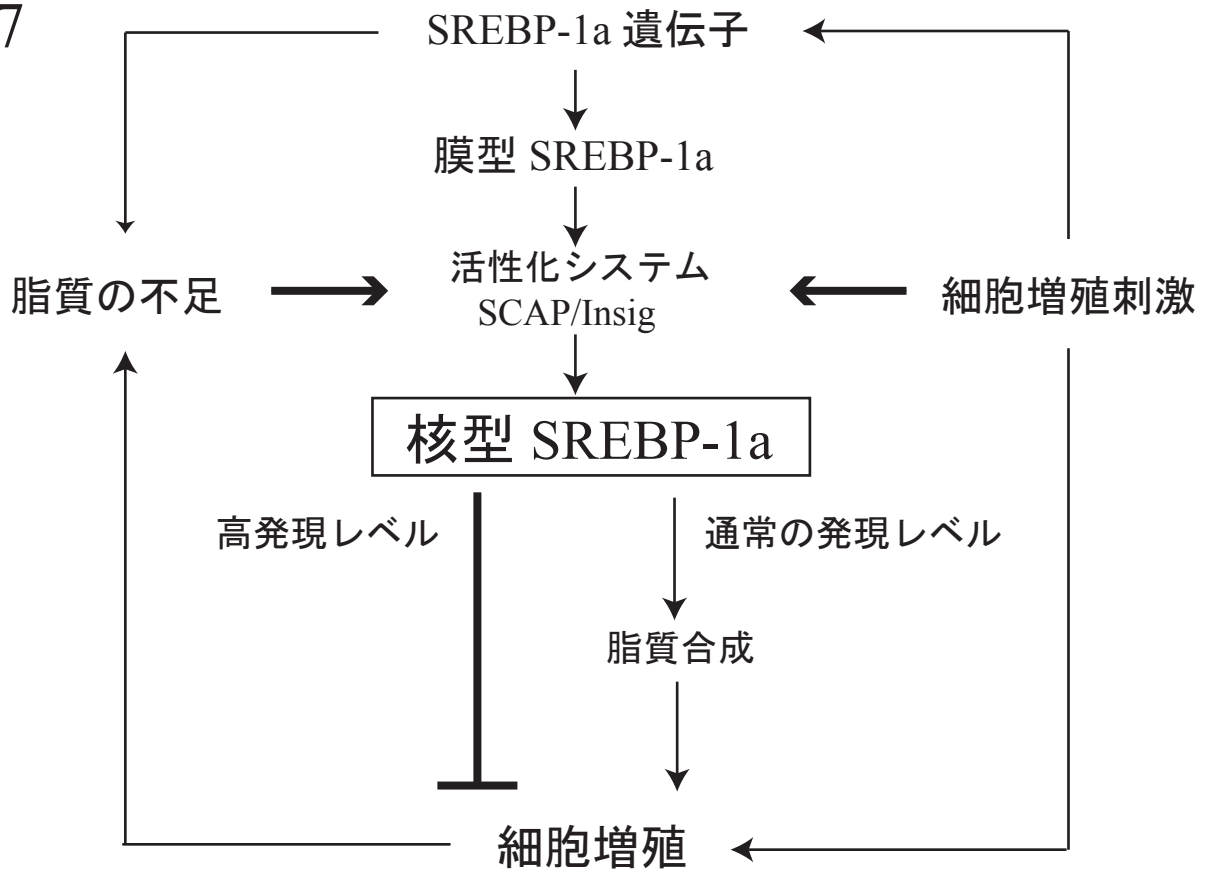 7
SREBP-1a 遺伝子
膜型 SREBP-1a
脂質の不足
活性化システム
SCAP/Insig
細胞増殖刺激
核型 SREBP-1a
高発現レベル
通常の発現レベル
脂質合成
細胞増殖